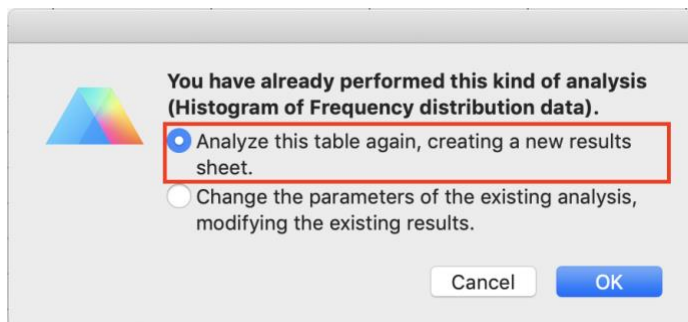 You have already performed this kind of analysis
(Histogram of Frequency distribution data).
Analyze this table again, creating a new results
sheet.
Change the parameters of the existing analysis,
modifying the existing results.
Cancel
OK